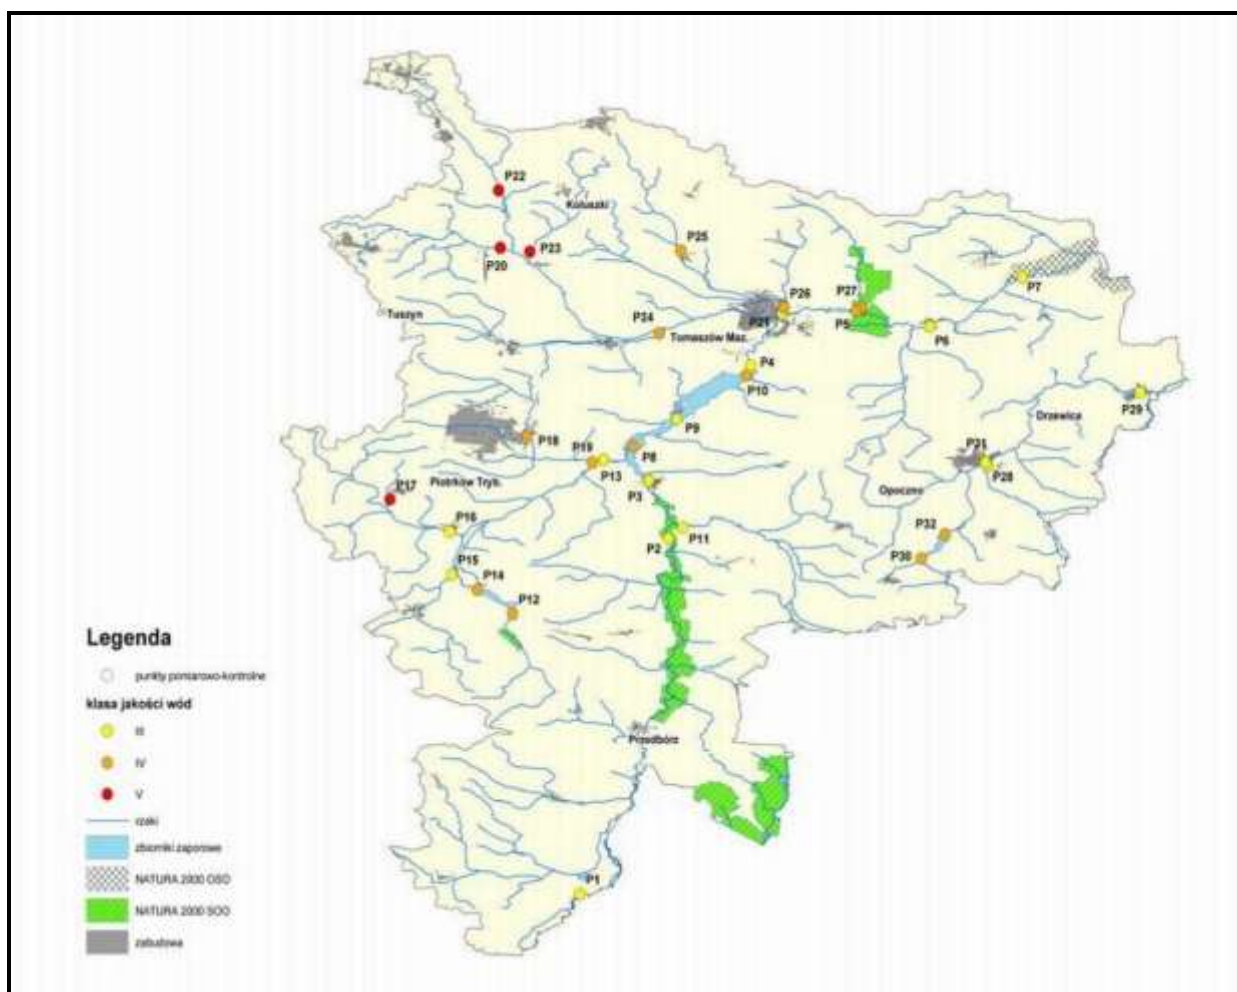 P22
Koluszki
P20
P23
P25
P7
P26
P27
Tuszyn
P24
P21
P5
P6
Tomaszów Maz.
P4
P10
P29
Drzewica
P9
P18
P8
P31
P19
P13
P28
Piotrków Tryb.
P3
Opoczno
P17
P16
P11
P32
P2
P15
P30
P14
P12
Legenda
punkty pomiarowo-kontrolne
klasa jakości wód
III
Przedbórz
IV
V
rzeki
zbiorniki zaporowe
NATURA 2000 OSO
P1
NATURA 2000 SOO
zabudowa